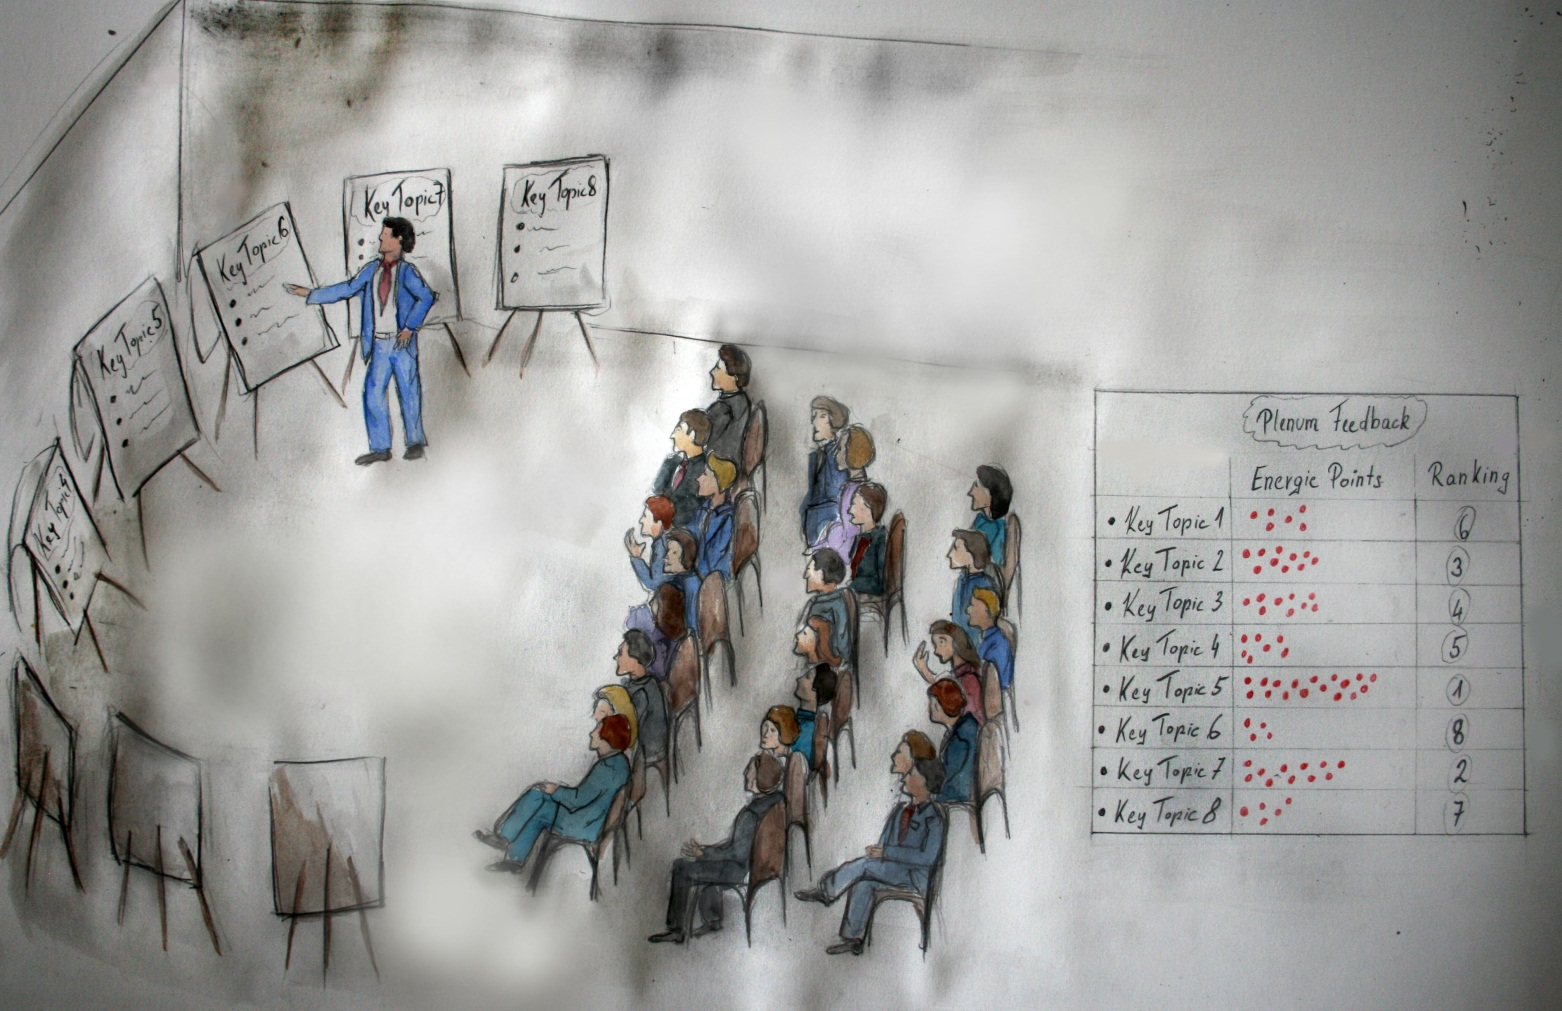 Key Topic 4
Key Topic 5
Key Topic 6
Key Topic 7
Key Topic 8
Plenum Feedback
Energic Points Ranking
• Key Topic 1 6
• Key Topic 2 3
• Key Topic 3 4
• Key Topic 4 5
• Key Topic 5 1
• Key Topic 6 8
• Key Topic 7 2
• Key Topic 8 7